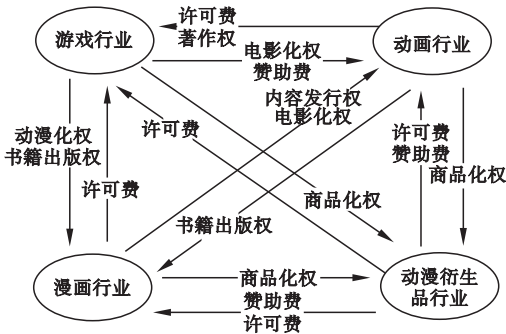 许可费
著作权
游戏行业
动画行业
电影化权
赞助费
内容发行权
电影化权
许可费
许可费
赞助费
动漫化权
书籍出版权
商品化权
许可费
商品化权
书籍出版权
漫画行业
商品化权
动漫衍生
品行业
赞助费
许可费